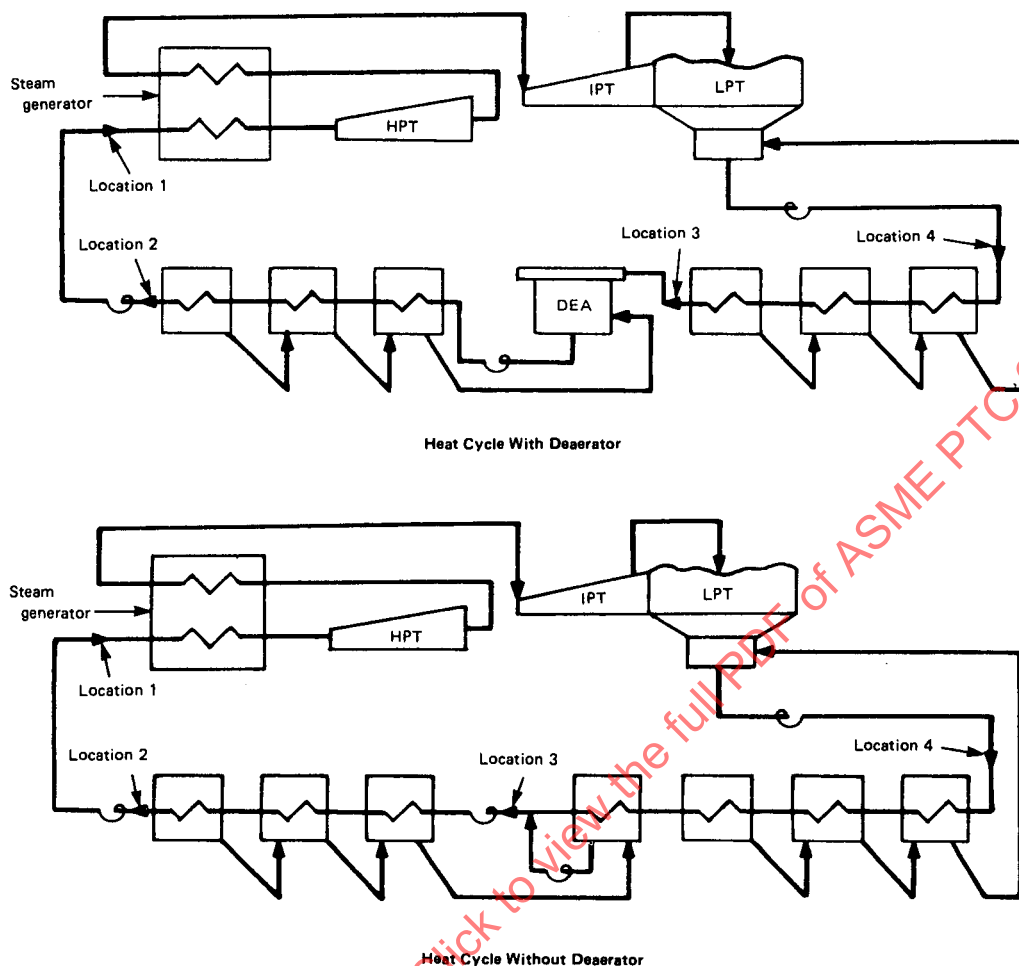 Steam
generator
IPT
LPT
HPT
Location 1
Location 2
Location 3
Location 4
DEA
Heat Cycle With Deaerator
Steam
generator
IPT
LPT
HPT
Location 1
Location 2
Location 3
Location 4
Heat Cycle Without Deaerator
Click to view the full PDF of ASME PTC